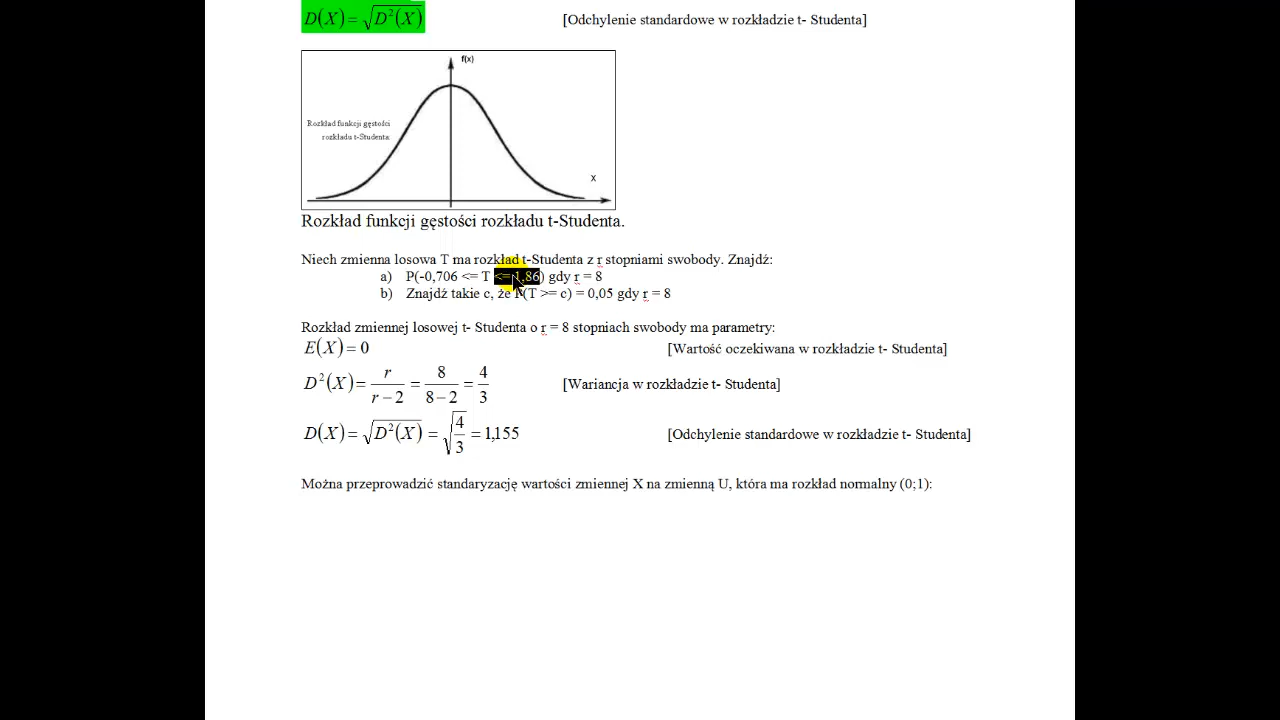 D(X) = √D²(X) [Odchylenie standardowe w rozkładzie t- Studenta]
f(x)
Rozkład funkcji gęstości
rozkładu t-Studenta
X
Rozkład funkcji gęstości rozkładu t-Studenta.
Niech zmienna losowa T ma rozkład t-Studenta z r stopniami swobody. Znajdź:
a) P(-0,706 <= T <= 1,86) gdy r = 8
b) Znajdź takie c, że P(T >= c) = 0,05 gdy r = 8
Rozkład zmiennej losowej t- Studenta o r = 8 stopniach swobody ma parametry:
E(X) = 0 [Wartość oczekiwana w rozkładzie t- Studenta]
D²(X) = r/(r − 2) = 8/(8 − 2) = 4/3 [Wariancja w rozkładzie t- Studenta]
D(X) = √D²(X) = √4/3 = 1,155 [Odchylenie standardowe w rozkładzie t- Studenta]
Można przeprowadzić standaryzację wartości zmiennej X na zmienną U, która ma rozkład normalny (0;1):